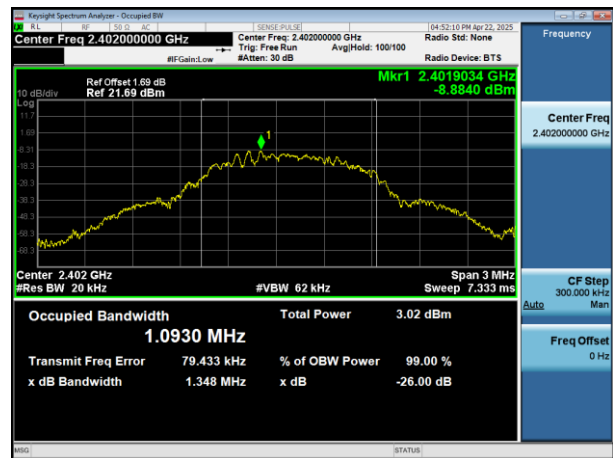 Keysight Spectrum Analyzer - Occupied BW
RL RF 50 Ω AC SENSE:PULSE 04:52:10 PM Apr 22, 2025
Center Freq 2.402000000 GHz Center Freq: 2.402000000 GHz Radio Std: None
Trig: Free Run Avg|Hold: 100/100
#IFGain:Low #Atten: 30 dB Radio Device: BTS
Ref Offset 1.69 dB Mkr1 2.4019034 GHz
10 dB/div Ref 21.69 dBm -8.8840 dBm
Log
11.7
1.69
-8.31
-18.3
-28.3
-38.3
-48.3
-58.3
-68.3
1
Center 2.402 GHz Span 3 MHz
#Res BW 20 kHz #VBW 62 kHz Sweep 7.333 ms
Occupied Bandwidth Total Power 3.02 dBm
1.0930 MHz
Transmit Freq Error 79.433 kHz % of OBW Power 99.00 %
x dB Bandwidth 1.348 MHz x dB -26.00 dB
MSG STATUS
Frequency
Center Freq
2.402000000 GHz
CF Step
300.000 kHz
Auto Man
Freq Offset
0 Hz